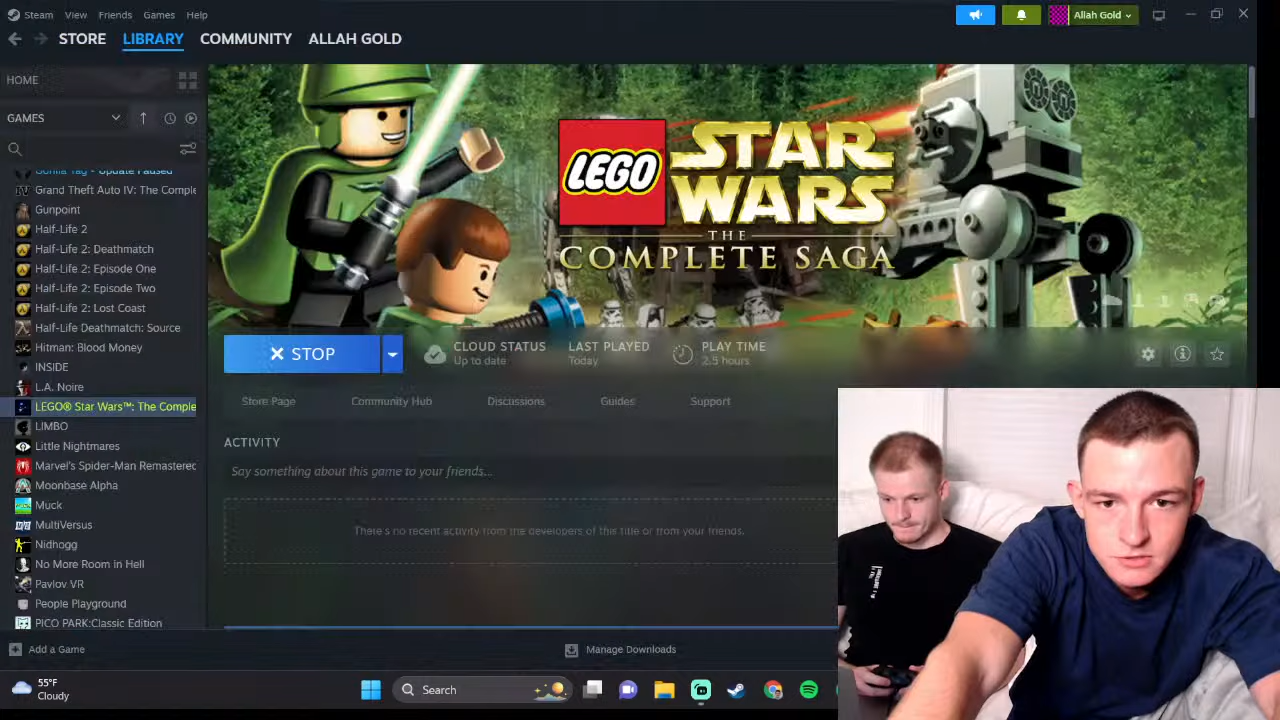 Steam View Friends Games Help
Allah Gold
STORE LIBRARY COMMUNITY ALLAH GOLD
HOME
GAMES
Gorilla Tag - Update Paused
Grand Theft Auto IV: The Comple
Gunpoint
Half-Life 2
Half-Life 2: Deathmatch
Half-Life 2: Episode One
Half-Life 2: Episode Two
Half-Life 2: Lost Coast
Half-Life Deathmatch: Source
Hitman: Blood Money
INSIDE
L.A. Noire
LEGO® Star Wars™: The Comple
LIMBO
Little Nightmares
Marvel's Spider-Man Remastered
Moonbase Alpha
Muck
MultiVersus
Nidhogg
No More Room in Hell
Pavlov VR
People Playground
PICO PARK:Classic Edition
LEGO STAR WARS
THE
COMPLETE SAGA
STOP
CLOUD STATUS
Up to date
LAST PLAYED
Today
PLAY TIME
2.5 hours
Store Page Community Hub Discussions Guides Support
ACTIVITY
Say something about this game to your friends...
There's no recent activity from the developers of this title or from your friends.
Add a Game
Manage Downloads
55°F
Cloudy
Search